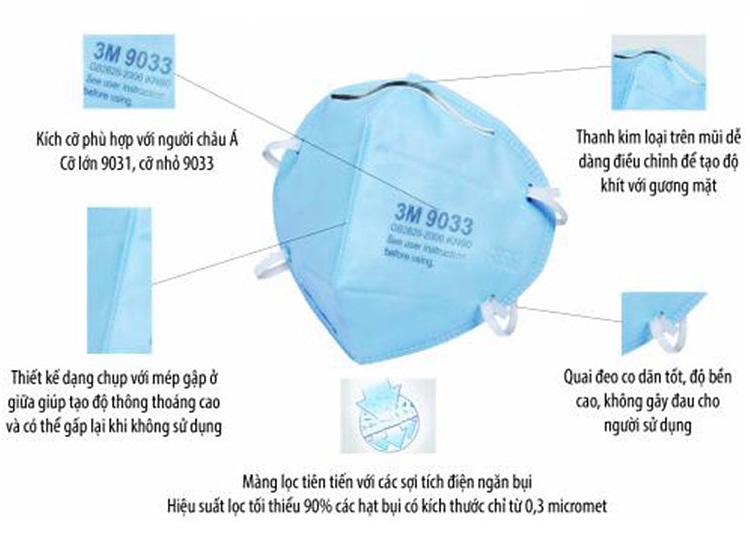 3M 9033
GB2626-2006 KN90
See user instruction
before using.
Kích cỡ phù hợp với người châu Á
Cỡ lớn 9031, cỡ nhỏ 9033
Thanh kim loại trên mũi dễ
dàng điều chỉnh để tạo độ
khít với gương mặt
3M 9033
GB2626-2006 KN90
See user instruction
before using.
Thiết kế dạng chụp với mép gập ở
giữa giúp tạo độ thông thoáng cao
và có thể gấp lại khi không sử dụng
Quai đeo co dãn tốt, độ bền
cao, không gây đau cho
người sử dụng
Màng lọc tiên tiến với các sợi tích điện ngăn bụi
Hiệu suất lọc tối thiểu 90% các hạt bụi có kích thước chỉ từ 0,3 micromet